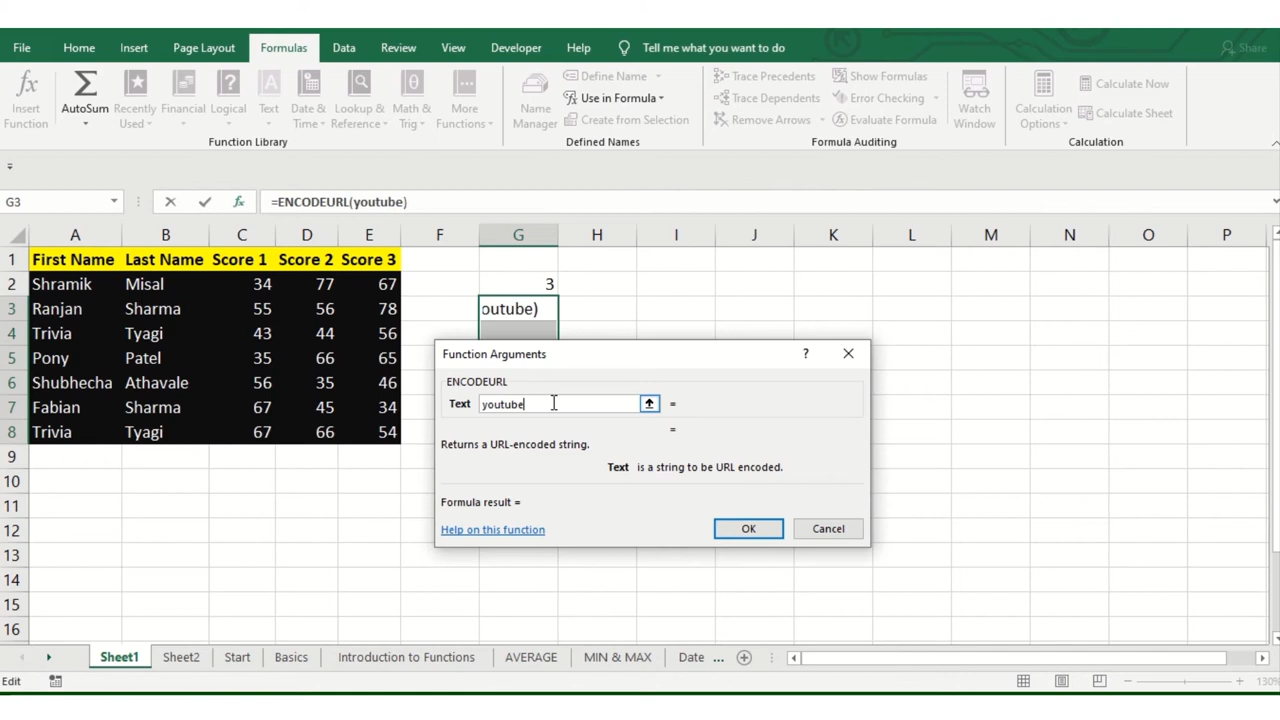 File Home Insert Page Layout Formulas Data Review View Developer Help Tell me what you want to do Share
Insert Function
AutoSum
Recently Used
Financial
Logical
Text
Date & Time
Lookup & Reference
Math & Trig
More Functions
Function Library
Name Manager
Define Name
Use in Formula
Create from Selection
Defined Names
Trace Precedents
Trace Dependents
Remove Arrows
Show Formulas
Error Checking
Evaluate Formula
Formula Auditing
Watch Window
Calculation Options
Calculate Now
Calculate Sheet
Calculation
G3 fx =ENCODEURL(youtube)
A B C D E F G H I J K L M N O P
1 First Name Last Name Score 1 Score 2 Score 3
2 Shramik Misal 34 77 67 3
3 Ranjan Sharma 55 56 78 outube)
4 Trivia Tyagi 43 44 56
5 Pony Patel 35 66 65
6 Shubhecha Athavale 56 35 46
7 Fabian Sharma 67 45 34
8 Trivia Tyagi 67 66 54
9
10
11
12
13
14
15
16
Function Arguments ?
ENCODEURL
Text youtube =
=
Returns a URL-encoded string.
Text is a string to be URL encoded.
Formula result =
Help on this function
OK Cancel
Sheet1 Sheet2 Start Basics Introduction to Functions AVERAGE MIN & MAX Date ...
Edit 130%